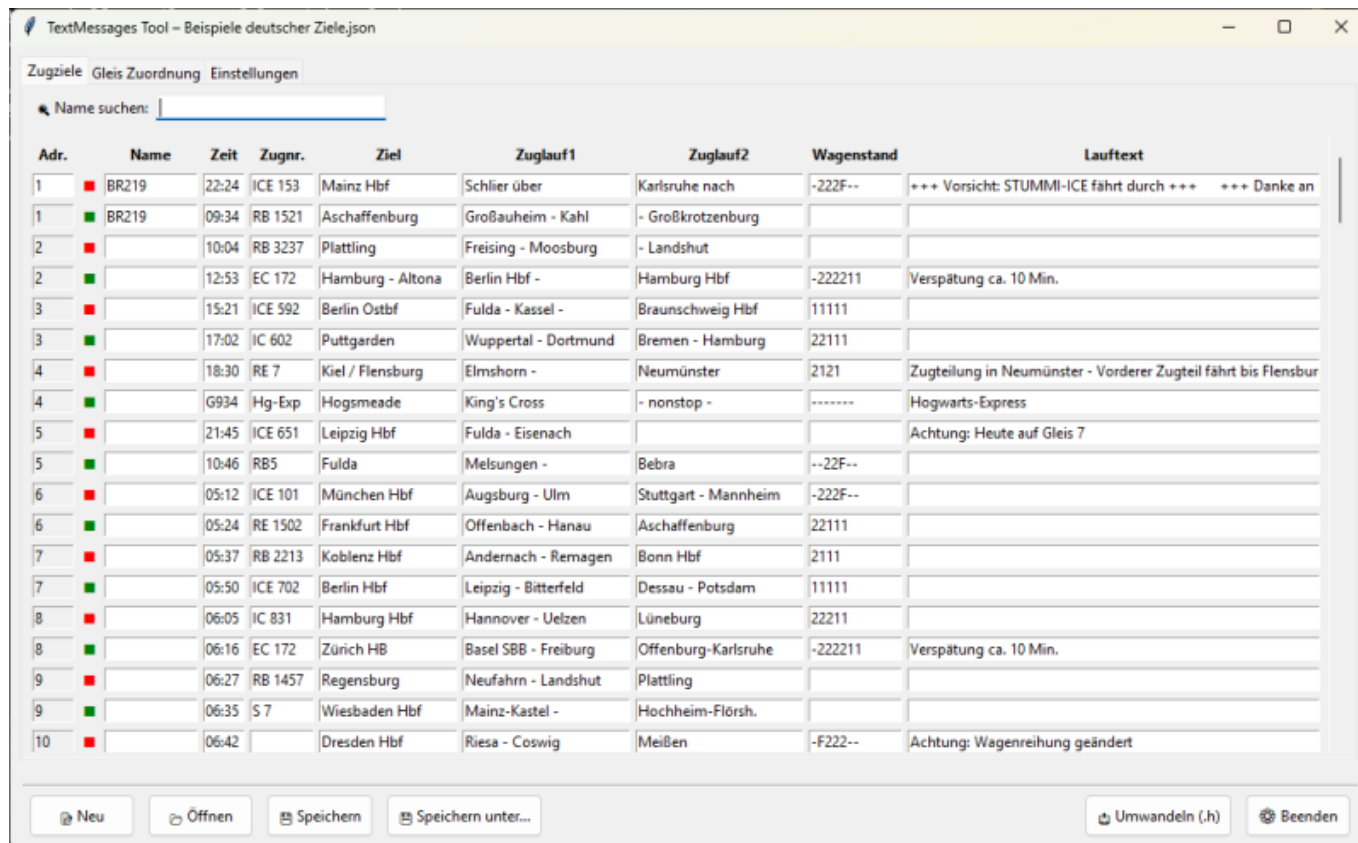 TextMessages Tool – Beispiele deutscher Ziele.json
Zugziele Gleis Zuordnung Einstellungen
Name suchen:
Adr. Name Zeit Zugnr. Ziel Zuglauf1 Zuglauf2 Wagenstand Lauftext
1 BR219 22:24 ICE 153 Mainz Hbf Schlier über Karlsruhe nach -222F-- +++ Vorsicht: STUMMI-ICE fährt durch +++ +++ Danke an
1 BR219 09:34 RB 1521 Aschaffenburg Großauheim - Kahl - Großkrotzenburg
2 10:04 RB 3237 Plattling Freising - Moosburg - Landshut
2 12:53 EC 172 Hamburg - Altona Berlin Hbf - Hamburg Hbf -222211 Verspätung ca. 10 Min.
3 15:21 ICE 592 Berlin Ostbf Fulda - Kassel - Braunschweig Hbf 11111
3 17:02 IC 602 Puttgarden Wuppertal - Dortmund Bremen - Hamburg 22111
4 18:30 RE 7 Kiel / Flensburg Elmshorn - Neumünster 2121 Zugteilung in Neumünster - Vorderer Zugteil fährt bis Flensbur
4 G934 Hg-Exp Hogsmeade King's Cross - nonstop - ------- Hogwarts-Express
5 21:45 ICE 651 Leipzig Hbf Fulda - Eisenach Achtung: Heute auf Gleis 7
5 10:46 RB5 Fulda Melsungen - Bebra --22F--
6 05:12 ICE 101 München Hbf Augsburg - Ulm Stuttgart - Mannheim -222F--
6 05:24 RE 1502 Frankfurt Hbf Offenbach - Hanau Aschaffenburg 22111
7 05:37 RB 2213 Koblenz Hbf Andernach - Remagen Bonn Hbf 2111
7 05:50 ICE 702 Berlin Hbf Leipzig - Bitterfeld Dessau - Potsdam 11111
8 06:05 IC 831 Hamburg Hbf Hannover - Uelzen Lüneburg 22211
8 06:16 EC 172 Zürich HB Basel SBB - Freiburg Offenburg-Karlsruhe -222211 Verspätung ca. 10 Min.
9 06:27 RB 1457 Regensburg Neufahrn - Landshut Plattling
9 06:35 S 7 Wiesbaden Hbf Mainz-Kastel - Hochheim-Flörsh.
10 06:42 Dresden Hbf Riesa - Coswig Meißen -F222-- Achtung: Wagenreihung geändert
Neu Öffnen Speichern Speichern unter... Umwandeln (.h) Beenden